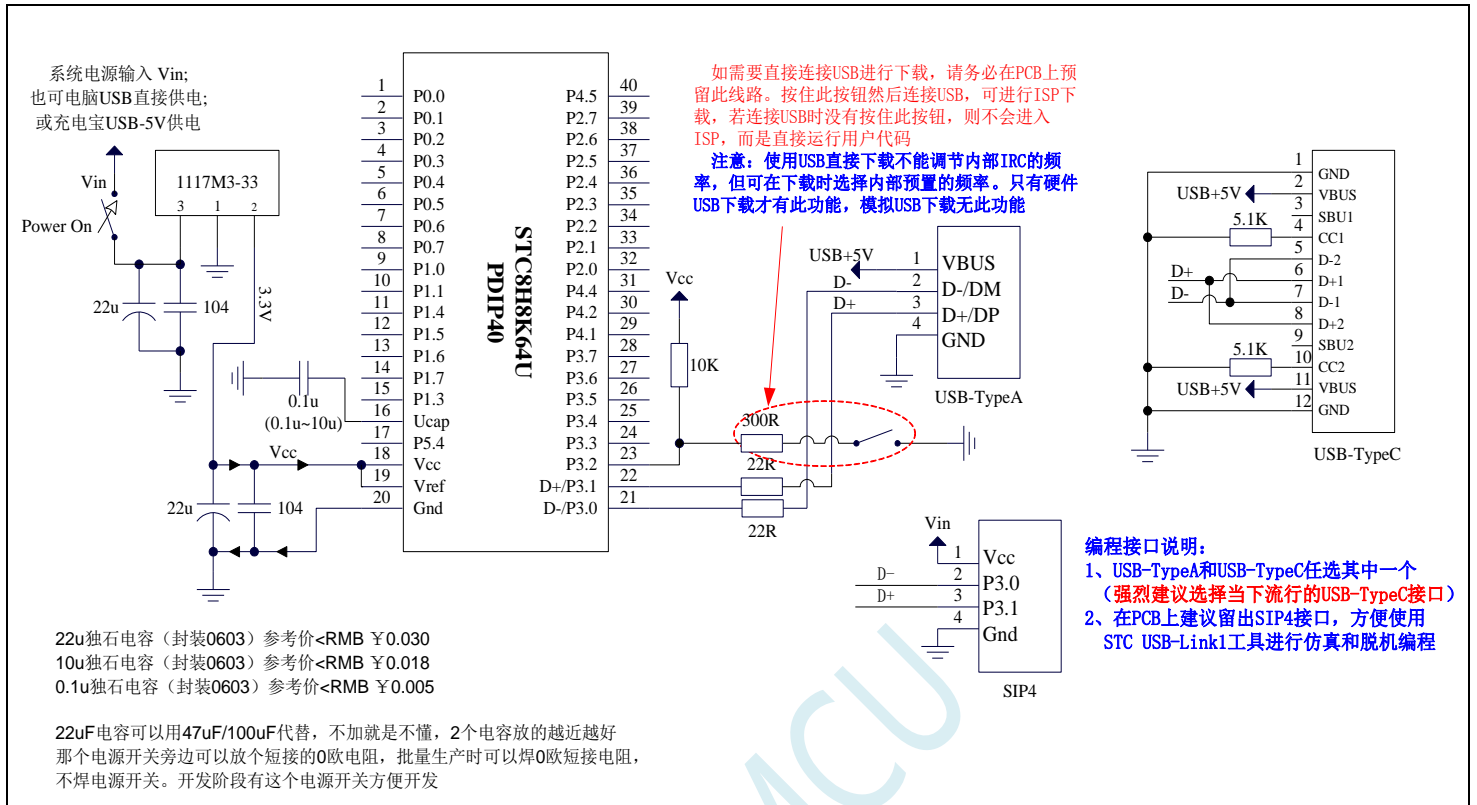 系统电源输入 Vin;
也可电脑USB直接供电;
或充电宝USB-5V供电
Vin
Power On
1117M3-33
3 1 2
22u
104
3.3V
0.1u
(0.1u~10u)
Vcc
22u
104
STC8H8K64U
PDIP40
1 P0.0
2 P0.1
3 P0.2
4 P0.3
5 P0.4
6 P0.5
7 P0.6
8 P0.7
9 P1.0
10 P1.1
11 P1.4
12 P1.5
13 P1.6
14 P1.7
15 P1.3
16 Ucap
17 P5.4
18 Vcc
19 Vref
20 Gnd
P4.5 40
P2.7 39
P2.6 38
P2.5 37
P2.4 36
P2.3 35
P2.2 34
P2.1 33
P2.0 32
P4.4 31
P4.2 30
P4.1 29
P3.7 28
P3.6 27
P3.5 26
P3.4 25
P3.3 24
P3.2 23
D+/P3.1 22
D-/P3.0 21
如需要直接连接USB进行下载，请务必在PCB上预
留此线路。按住此按钮然后连接USB，可进行ISP下
载，若连接USB时没有按住此按钮，则不会进入
ISP，而是直接运行用户代码
注意：使用USB直接下载不能调节内部IRC的频
率，但可在下载时选择内部预置的频率。只有硬件
USB下载才有此功能，模拟USB下载无此功能
Vcc
10K
300R
22R
22R
USB+5V
D-
D+
1 VBUS
2 D-/DM
3 D+/DP
4 GND
USB-TypeA
Vin
D-
D+
1 Vcc
2 P3.0
3 P3.1
4 Gnd
SIP4
USB+5V
5.1K
D+
D-
5.1K
USB+5V
1 GND
2 VBUS
3 SBU1
4 CC1
5 D-2
6 D+1
7 D-1
8 D+2
9 SBU2
10 CC2
11 VBUS
12 GND
USB-TypeC
编程接口说明：
1、USB-TypeA和USB-TypeC任选其中一个
（强烈建议选择当下流行的USB-TypeC接口）
2、在PCB上建议留出SIP4接口，方便使用
STC USB-Link1工具进行仿真和脱机编程
22u独石电容（封装0603）参考价<RMB ￥0.030
10u独石电容（封装0603）参考价<RMB ￥0.018
0.1u独石电容（封装0603）参考价<RMB ￥0.005
22uF电容可以用47uF/100uF代替，不加就是不懂，2个电容放的越近越好
那个电源开关旁边可以放个短接的0欧电阻，批量生产时可以焊0欧短接电阻，
不焊电源开关。开发阶段有这个电源开关方便开发
MCU